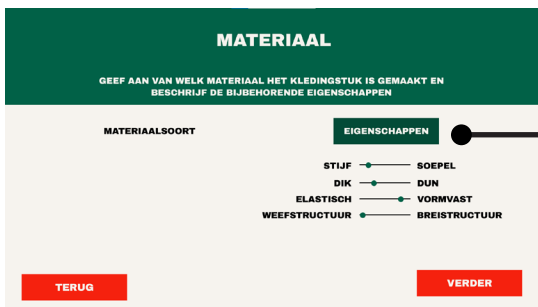 MATERIAAL
GEEF AAN VAN WELK MATERIAAL HET KLEDINGSTUK IS GEMAAKT EN
BESCHRIJF DE BIJBEHORENDE EIGENSCHAPPEN
MATERIAALSOORT EIGENSCHAPPEN
STIJF SOEPEL
DIK DUN
ELASTISCH VORMVAST
WEEFSTRUCTUUR BREISTRUCTUUR
TERUG VERDER